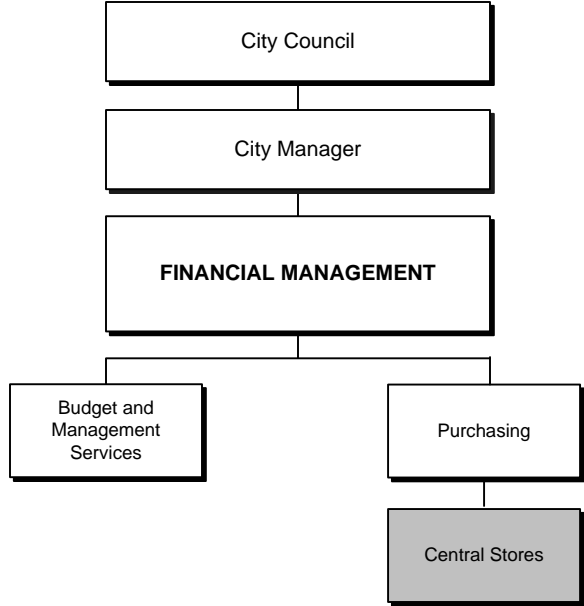 City Council
City Manager
FINANCIAL MANAGEMENT
Budget and
Management
Services
Purchasing
Central Stores